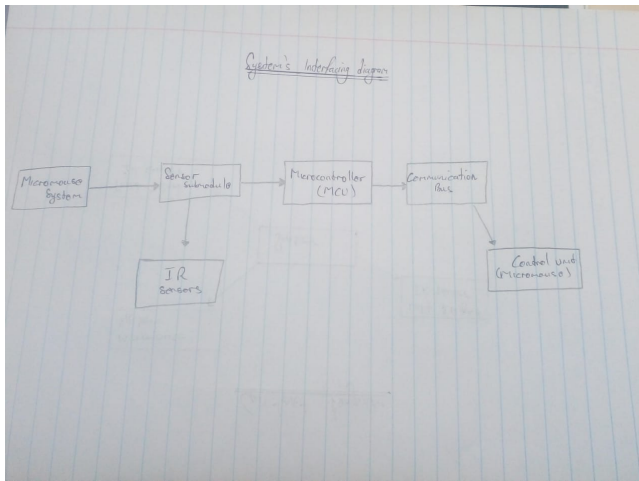 System's Interfacing diagram
Micromouse
System
Sensor
submodule
Microcontroller
(MCU)
Communication
Bus
IR
sensors
Control unit
(Micromouse)